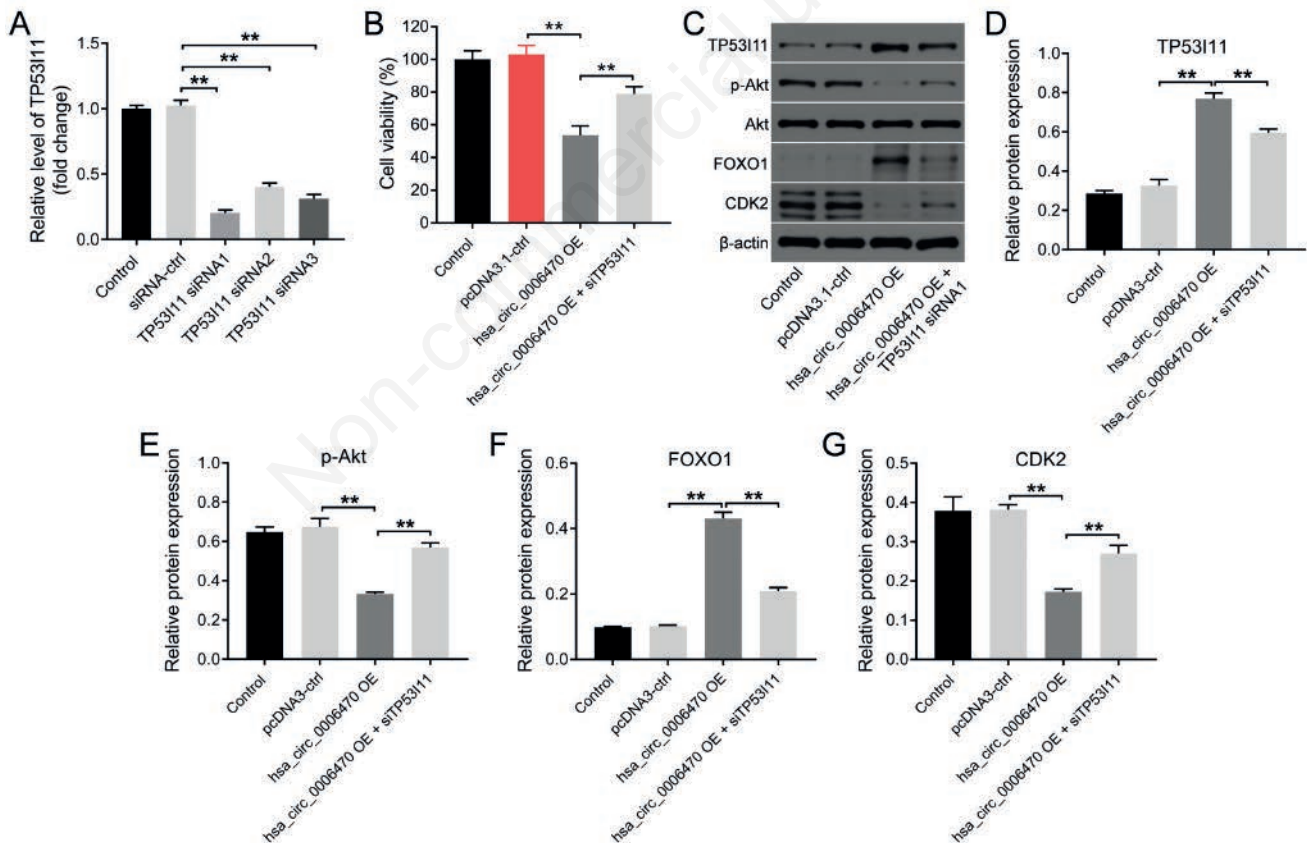 A
Relative level of TP53I11
(fold change)
1.5
1.0
0.5
0.0
**
**
**
Control
siRNA-ctrl
TP53I11 siRNA1
TP53I11 siRNA2
TP53I11 siRNA3
B
Cell viability (%)
120
100
80
60
40
20
0
**
**
Control
pcDNA3.1-ctrl
hsa_circ_0006470 OE
hsa_circ_0006470 OE + siTP53I11
C
TP53I11
p-Akt
Akt
FOXO1
CDK2
β-actin
Control
pcDNA3.1-ctrl
hsa_circ_0006470 OE
hsa_circ_0006470 OE +
TP53I11 siRNA1
D
TP53I11
Relative protein expression
1.0
0.8
0.6
0.4
0.2
0.0
**
**
Control
pcDNA3-ctrl
hsa_circ_0006470 OE
hsa_circ_0006470 OE + siTP53I11
E
p-Akt
Relative protein expression
1.0
0.8
0.6
0.4
0.2
0.0
**
**
Control
pcDNA3-ctrl
hsa_circ_0006470 OE
hsa_circ_0006470 OE + siTP53I11
F
FOXO1
Relative protein expression
0.6
0.4
0.2
0.0
**
**
Control
pcDNA3-ctrl
hsa_circ_0006470 OE
hsa_circ_0006470 OE + siTP53I11
G
CDK2
Relative protein expression
0.5
0.4
0.3
0.2
0.1
0.0
**
**
Control
pcDNA3-ctrl
hsa_circ_0006470 OE
hsa_circ_0006470 OE + siTP53I11
Non-commercial